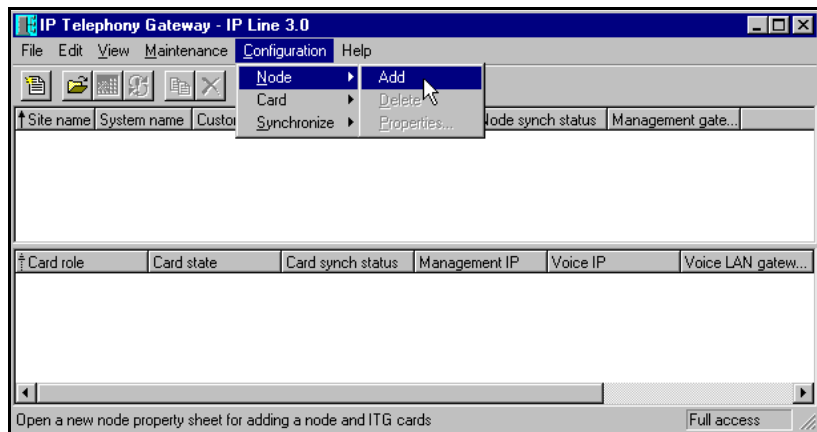 IP Telephony Gateway - IP Line 3.0
File Edit View Maintenance Configuration Help
Node Add
Card Delete
Synchronize Properties...
Site name System name Custo Node synch status Management gate...
Card role Card state Card synch status Management IP Voice IP Voice LAN gatew...
Open a new node property sheet for adding a node and ITG cards Full access